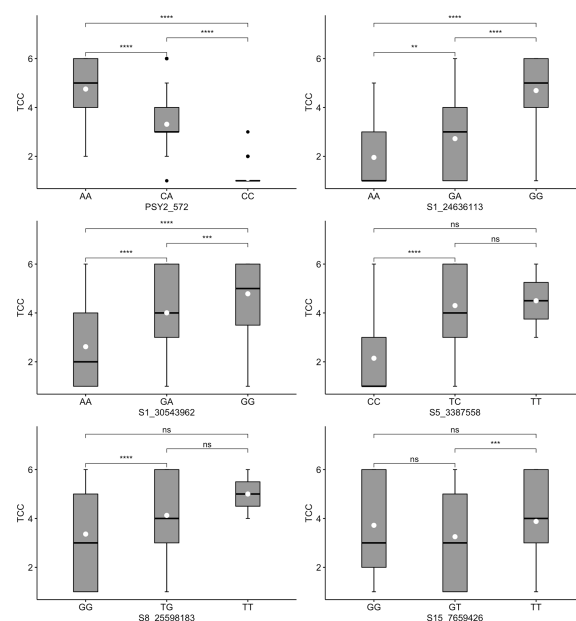 **** ****
**** **** ** ****
6 6
4 4
2 2
TCC TCC
AA CA CC AA GA GG
PSY2_572 S1_24636113
**** ns
**** *** **** ns
6 6
4 4
2 2
TCC TCC
AA GA GG CC TC TT
S1_30543962 S5_3387558
ns ns
**** ns ns ***
6 6
4 4
2 2
TCC TCC
GG TG TT GG GT TT
S8_25598183 S15_7659426